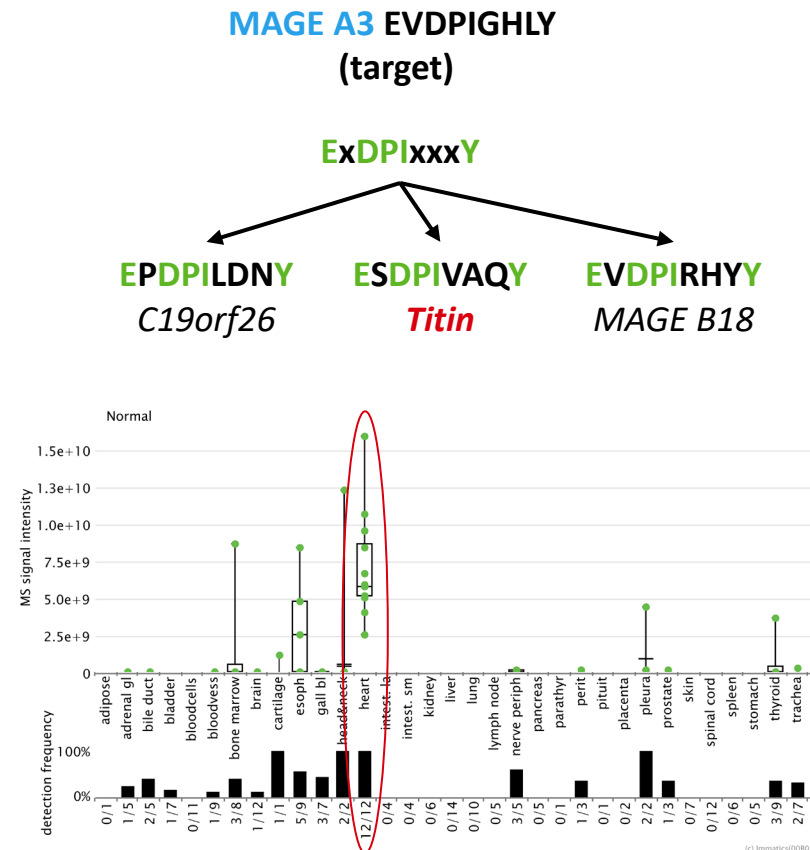 MAGE A3 EVDPIGHLY
(target)
ExDPIxxxY
EPDPILDNY ESDPIVAQY EVDPIRHYY
C19orf26 Titin MAGE B18
Normal
MS signal intensity
1.5e+10
1.3e+10
1.0e+10
7.5e+9
5.0e+9
2.5e+9
0
adipose
adrenal gl
bile duct
bladder
bloodcells
bloodvess
bone marrow
brain
cartilage
esoph
gall bl
head&neck
heart
intest. la
intest. sm
kidney
liver
lung
lymph node
nerve periph
pancreas
parathyr
perit
pituit
placenta
pleura
prostate
skin
spinal cord
spleen
stomach
thyroid
trachea
detection frequency
100%
0%
0/1
1/5
2/5
1/7
0/11
1/9
3/8
1/12
1/1
5/9
3/7
2/2
12/12
0/4
0/4
0/6
0/14
0/10
0/5
3/5
0/5
0/1
1/3
0/1
0/2
2/2
1/3
0/7
0/12
0/6
0/5
3/9
2/7
(c) Immatics(0080